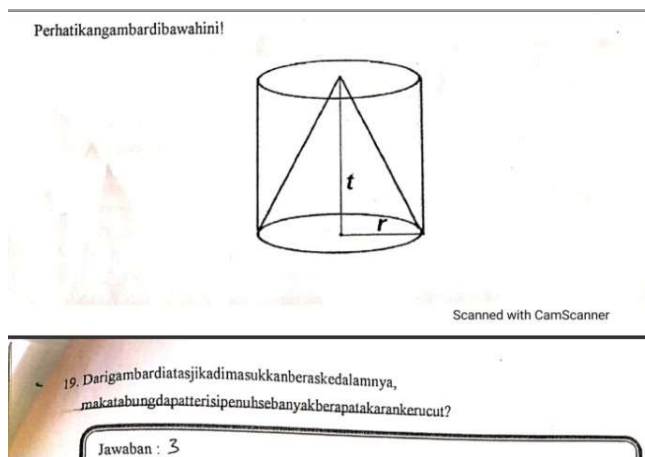 Perhatikangambardibawahini!
t
r
Scanned with CamScanner
19. Darigambardiatasjikadimasukkanberaskedalamnya,
makatabungdapatterisipenuhsebanyakberapatakarankerucut?
Jawaban : 3